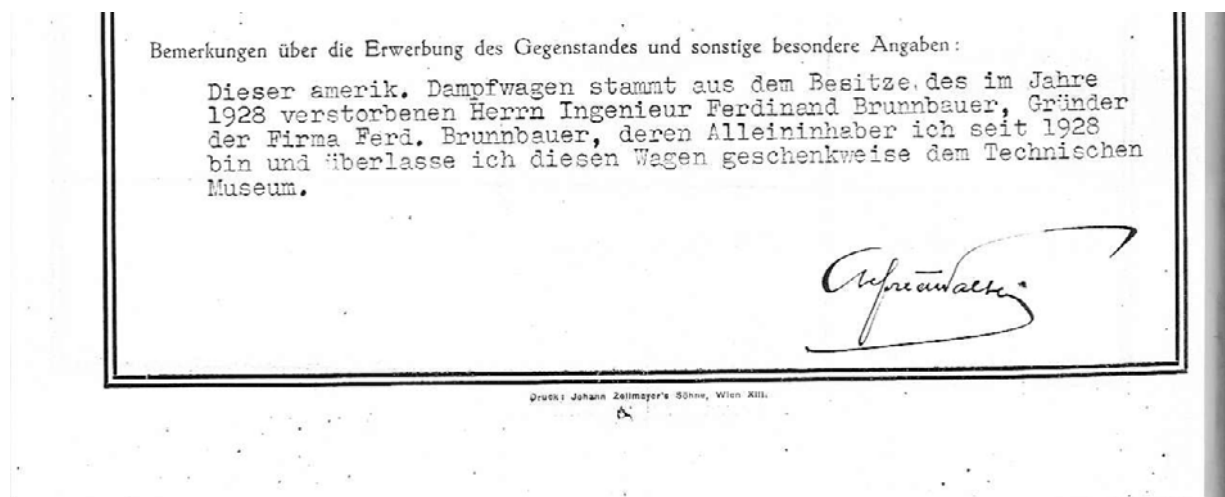 Bemerkungen über die Erwerbung des Gegenstandes und sonstige besondere Angaben:
Dieser amerik. Dampfwagen stammt aus dem Besitze des im Jahre
1928 verstorbenen Herrn Ingenieur Ferdinand Brunnbauer, Gründer
der Firma Ferd. Brunnbauer, deren Alleininhaber ich seit 1928
bin und überlasse ich diesen Wagen geschenkweise dem Technischen
Museum.
Druck: Johann Zellmayer's Söhne, Wien XIII.